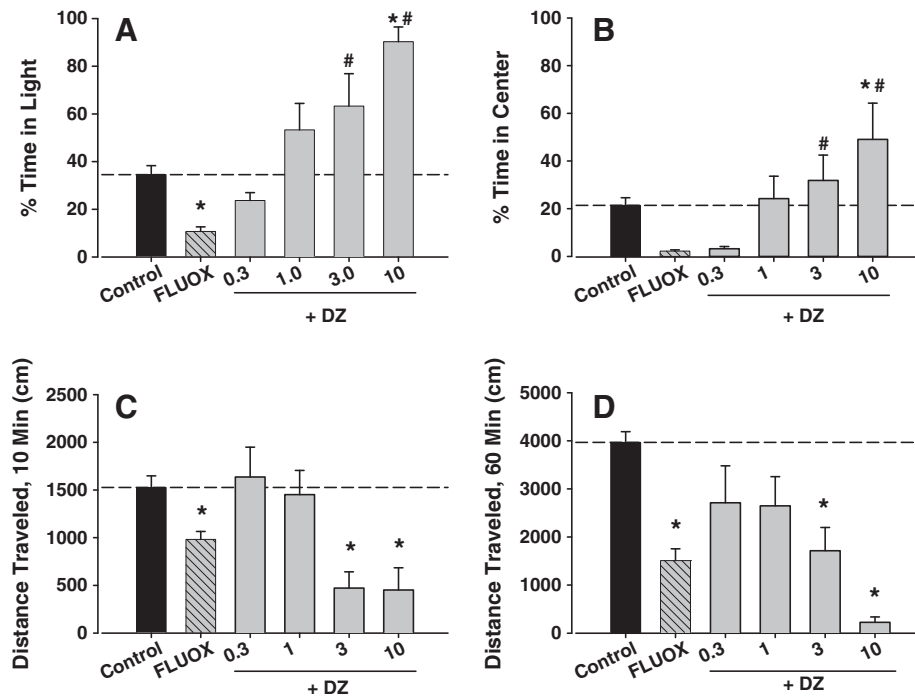 A
% Time in Light
100
80
60
40
20
0
*
#
* #
Control
FLUOX
0.3
1.0
3.0
10
+ DZ
B
% Time in Center
100
80
60
40
20
0
#
* #
Control
FLUOX
0.3
1
3
10
+ DZ
C
Distance Traveled, 10 Min (cm)
2500
2000
1500
1000
500
0
*
*
*
Control
FLUOX
0.3
1
3
10
+ DZ
D
Distance Traveled, 60 Min (cm)
5000
4000
3000
2000
1000
0
*
*
*
Control
FLUOX
0.3
1
3
10
+ DZ